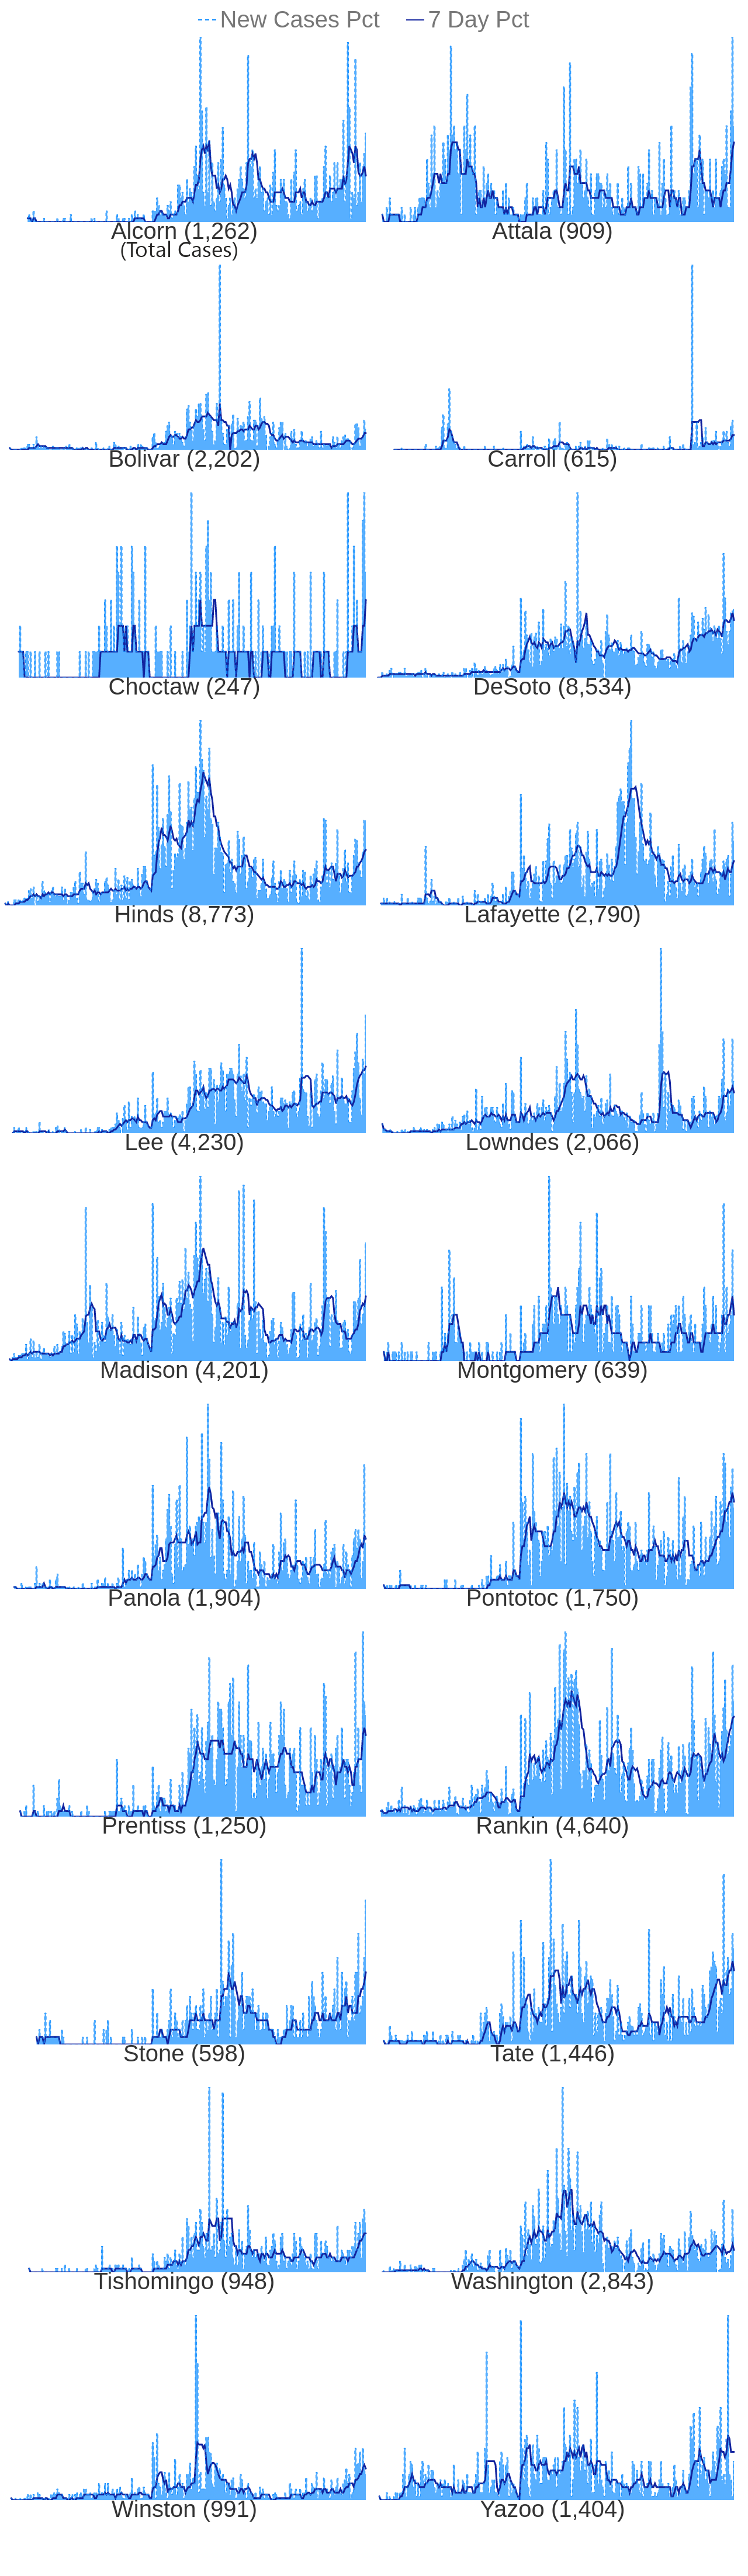 New Cases Pct 7 Day Pct
Alcorn (1,262) Attala (909)
(Total Cases)
Bolivar (2,202) Carroll (615)
Choctaw (247) DeSoto (8,534)
Hinds (8,773) Lafayette (2,790)
Lee (4,230) Lowndes (2,066)
Madison (4,201) Montgomery (639)
Panola (1,904) Pontotoc (1,750)
Prentiss (1,250) Rankin (4,640)
Stone (598) Tate (1,446)
Tishomingo (948) Washington (2,843)
Winston (991) Yazoo (1,404)